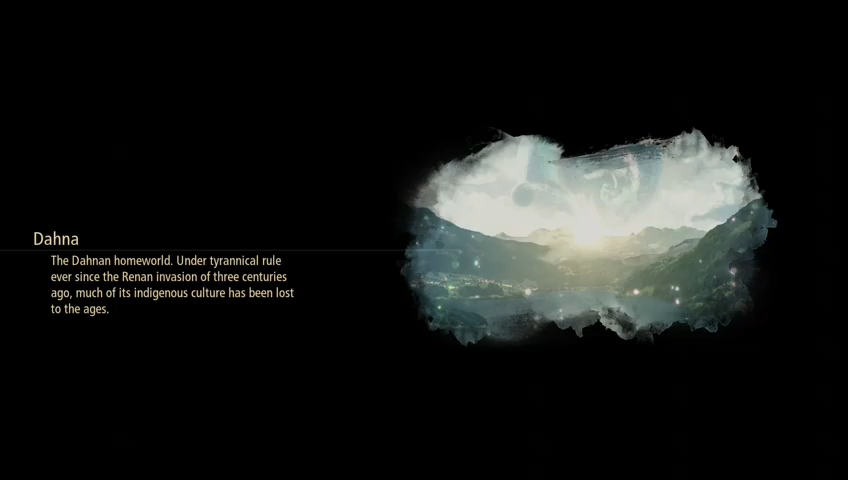 Dahna
The Dahnan homeworld. Under tyrannical rule
ever since the Renan invasion of three centuries
ago, much of its indigenous culture has been lost
to the ages.